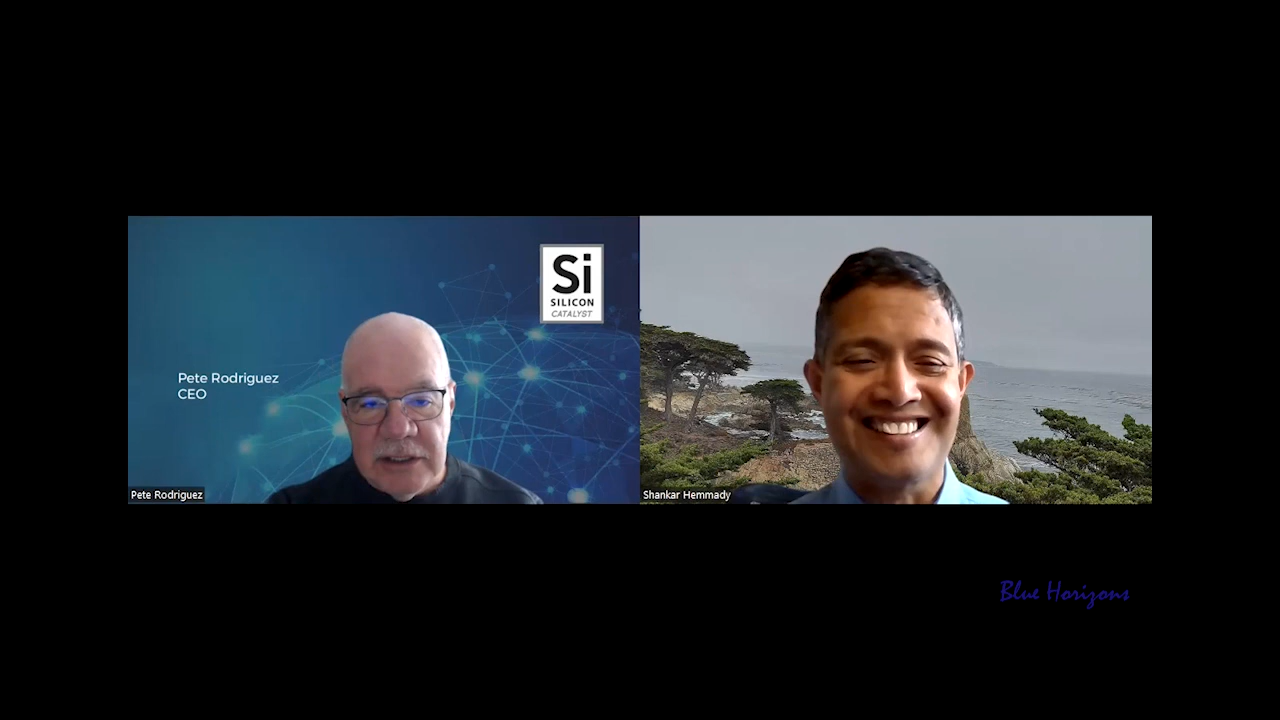 Si
SILICON
CATALYST
Pete Rodriguez
CEO
Pete Rodriguez
Shankar Hemmady
Blue Horizons